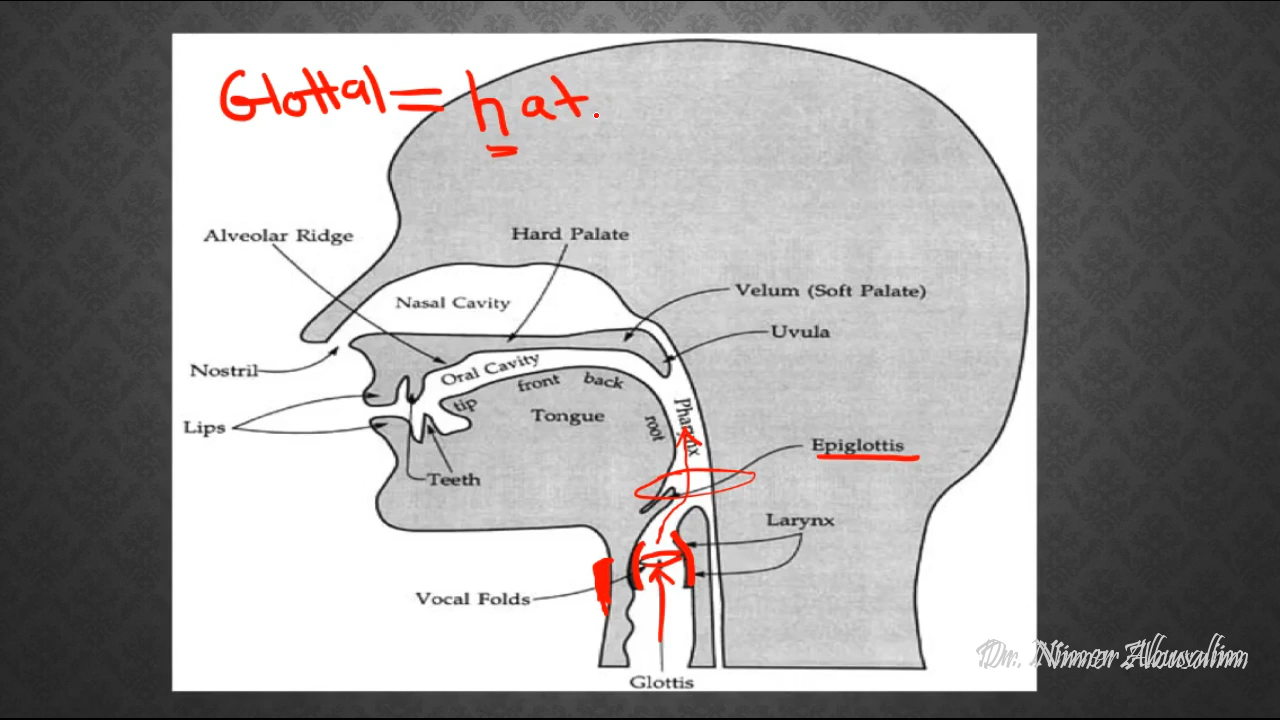 Glottal = hat.
Alveolar Ridge
Hard Palate
Nasal Cavity
Velum (Soft Palate)
Uvula
Nostril
Oral Cavity
front
back
tip
Tongue
root
Pharynx
Lips
Epiglottis
Teeth
Larynx
Vocal Folds
Glottis
Dr. Nimer Abusalim